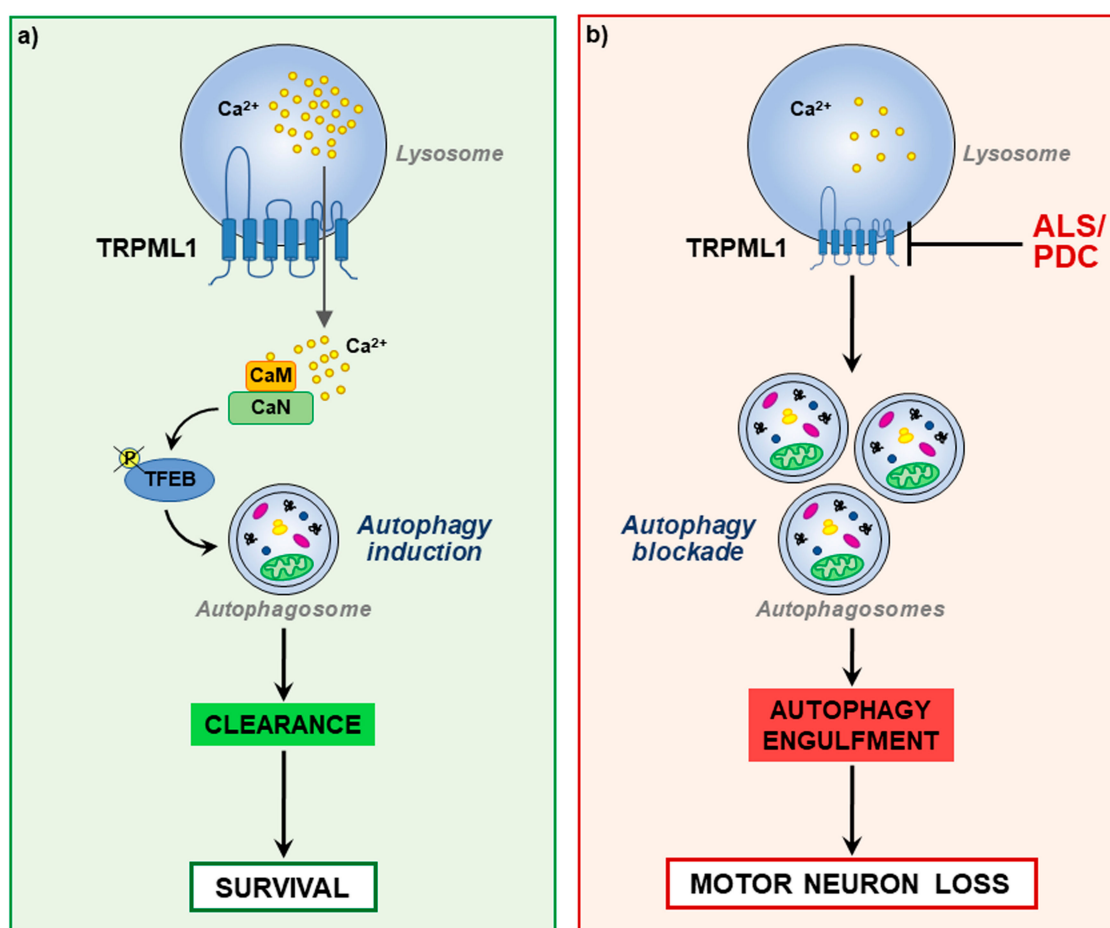 a)
Ca²⁺
Lysosome
TRPML1
Ca²⁺
CaM
CaN
P
TFEB
Autophagy
induction
Autophagosome
CLEARANCE
SURVIVAL
b)
Ca²⁺
Lysosome
TRPML1
ALS/
PDC
Autophagy
blockade
Autophagosomes
AUTOPHAGY
ENGULFMENT
MOTOR NEURON LOSS